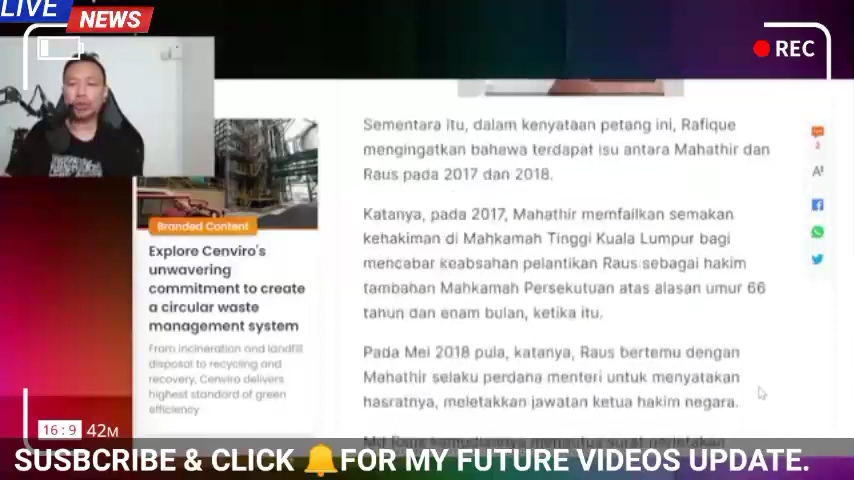 LIVE
NEWS
REC
Sementara itu, dalam kenyataan petang ini, Rafique
mengingatkan bahawa terdapat isu antara Mahathir dan
Raus pada 2017 dan 2018.
Katanya, pada 2017, Mahathir memfailkan semakan
kehakiman di Mahkamah Tinggi Kuala Lumpur bagi
mencabar keabsahan pelantikan Raus sebagai hakim
tambahan Mahkamah Persekutuan atas alasan umur 66
tahun dan enam bulan, ketika itu.
Pada Mei 2018 pula, katanya, Raus bertemu dengan
Mahathir selaku perdana menteri untuk menyatakan
hasratnya, meletakkan jawatan ketua hakim negara.
Branded Content
Explore Cenviro's
unwavering
commitment to create
a circular waste
management system
From incineration and landfill
disposal to recycling and
recovery, Cenviro delivers
highest standard of green
efficiency
2
A!
16:9 42M
SUSBCRIBE & CLICK 🔔FOR MY FUTURE VIDEOS UPDATE.